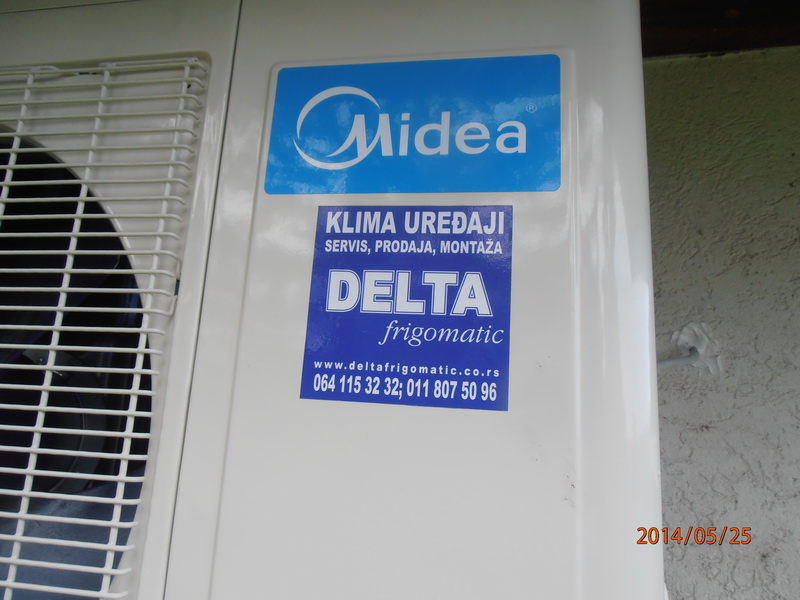 Midea®
KLIMA UREĐAJI
SERVIS, PRODAJA, MONTAŽA
DELTA
frigomatic
www.deltafrigomatic.co.rs
064 115 32 32; 011 807 50 96
2014/05/25